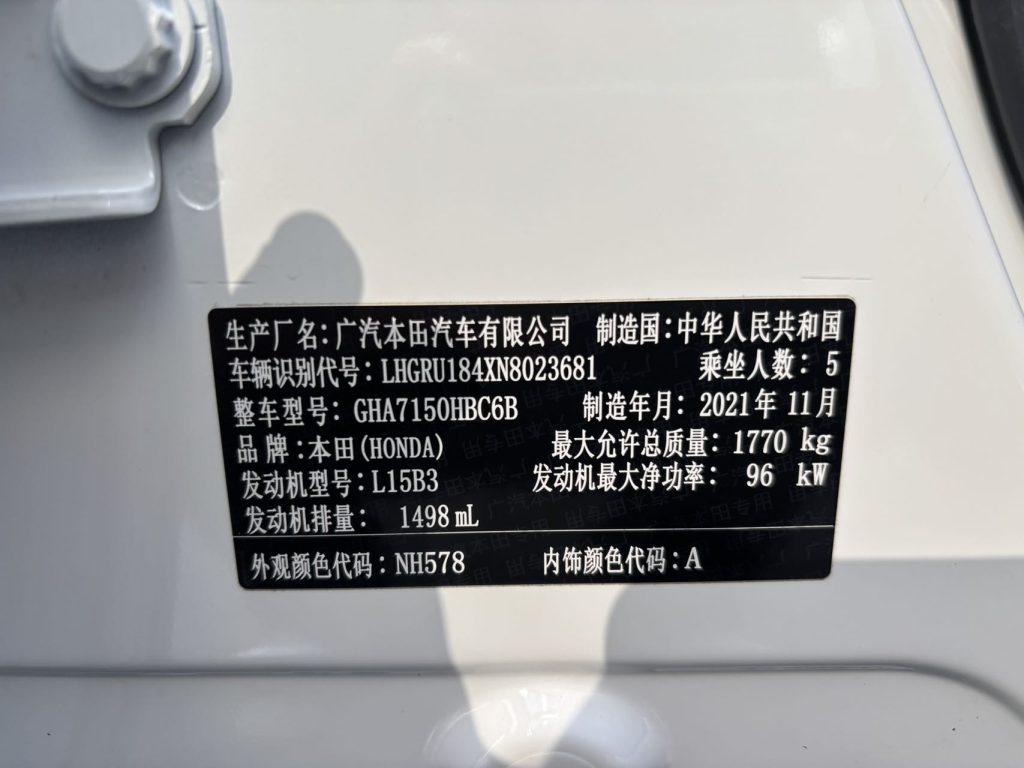 生产厂名：广汽本田汽车有限公司 制造国：中华人民共和国
车辆识别代号：LHGRU184XN8023681 乘坐人数：5
整车型号：GHA7150HBC6B 制造年月：2021年11月
品牌：本田(HONDA) 最大允许总质量：1770 kg
发动机型号：L15B3 发动机最大净功率：96 kW
发动机排量：1498mL
外观颜色代码：NH578 内饰颜色代码：A